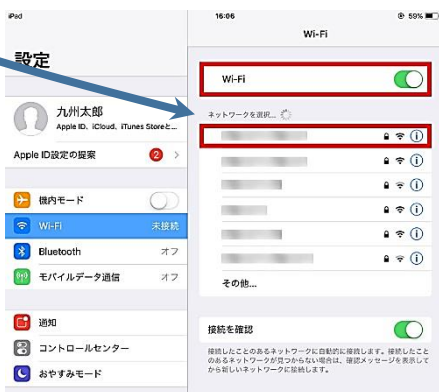 iPad
16:06
59%
設定
九州太郎
Apple ID、iCloud、iTunes Storeと...
Apple ID設定の提案
2
機内モード
Wi-Fi
未接続
Bluetooth
オフ
モバイルデータ通信
オフ
通知
コントロールセンター
おやすみモード
Wi-Fi
Wi-Fi
ネットワークを選択...
その他...
接続を確認
接続したことのあるネットワークに自動的に接続します。接続したこと
のあるネットワークが見つからない場合は、確認メッセージを表示して
から新しいネットワークに接続します。